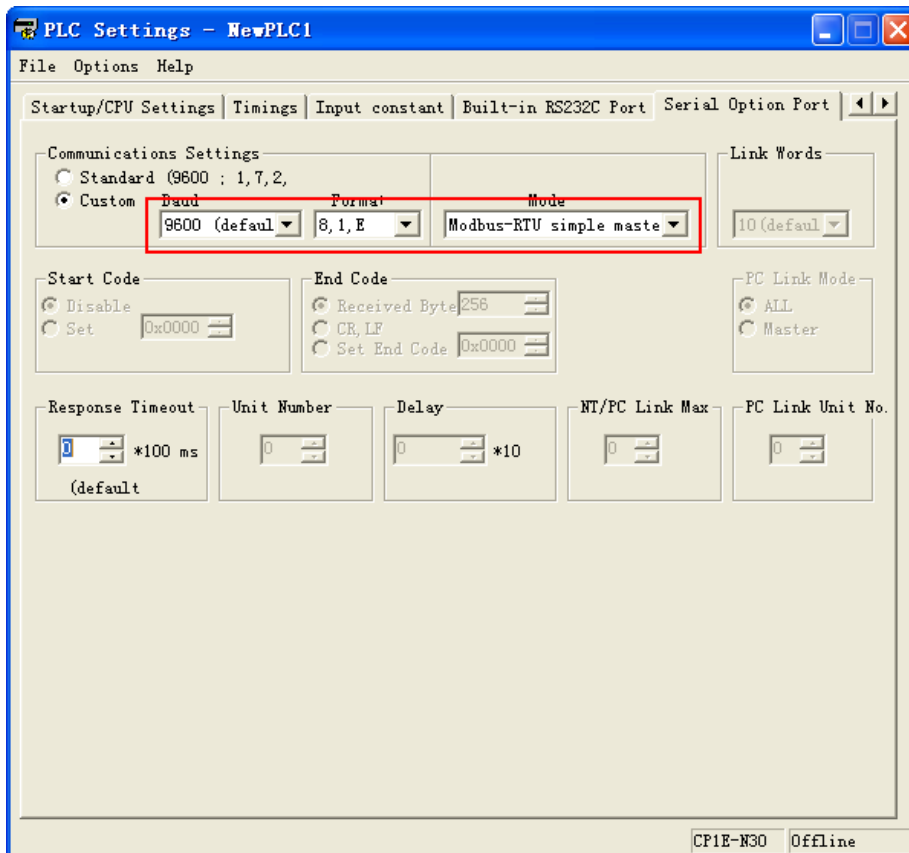 PLC Settings - NewPLC1
File Options Help
Startup/CPU Settings Timings Input constant Built-in RS232C Port Serial Option Port
Communications Settings
Standard (9600 ; 1,7,2,
Custom Baud Format Mode
9600 (defaul 8,1,E Modbus-RTU simple maste
Link Words
10(defaul
Start Code
Disable
Set 0x0000
End Code
Received Byte 256
CR,LF
Set End Code 0x0000
PC Link Mode
ALL
Master
Response Timeout
0 *100 ms
(default
Unit Number
0
Delay
0 *10
NT/PC Link Max
0
PC Link Unit No.
0
CP1E-N30 Offline